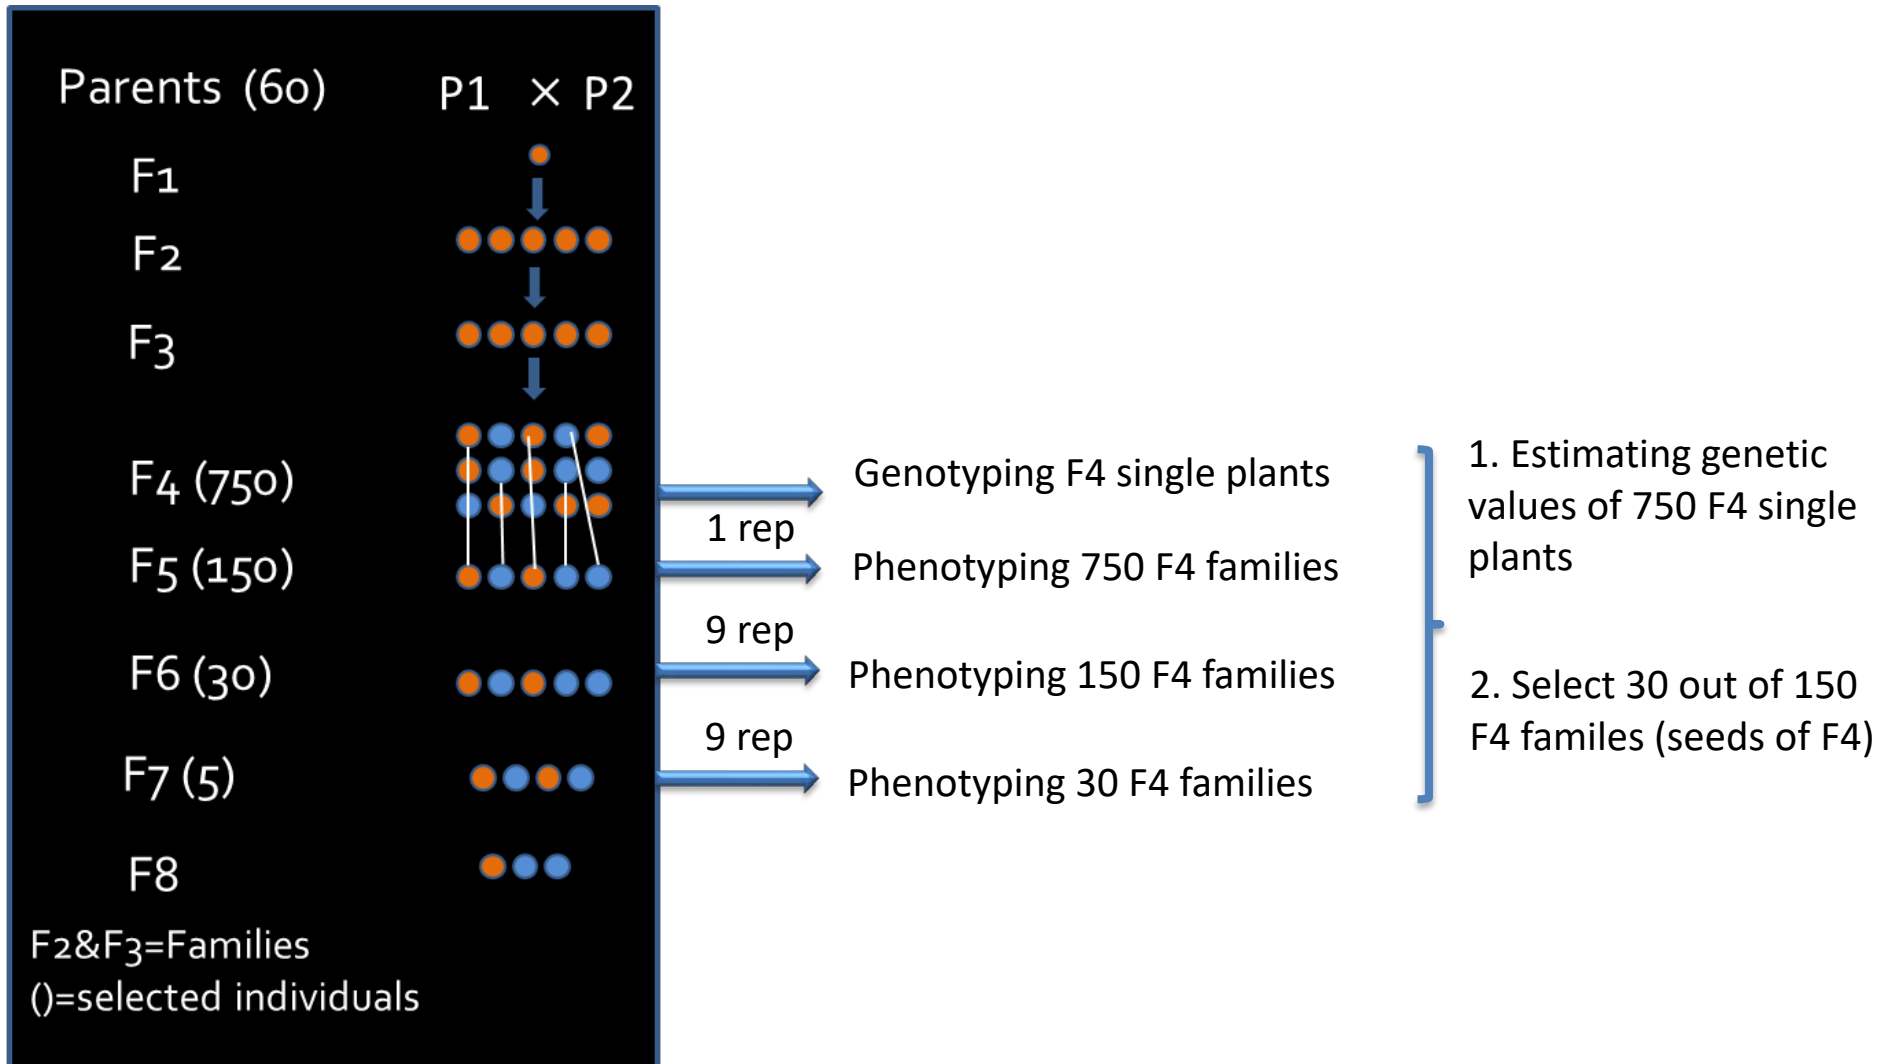 Parents (60) P1 × P2
F1
F2
F3
F4 (750)
F5 (150)
F6 (30)
F7 (5)
F8
F2&F3=Families
()=selected individuals
Genotyping F4 single plants
1 rep
Phenotyping 750 F4 families
9 rep
Phenotyping 150 F4 families
9 rep
Phenotyping 30 F4 families
1. Estimating genetic
values of 750 F4 single
plants
2. Select 30 out of 150
F4 familes (seeds of F4)